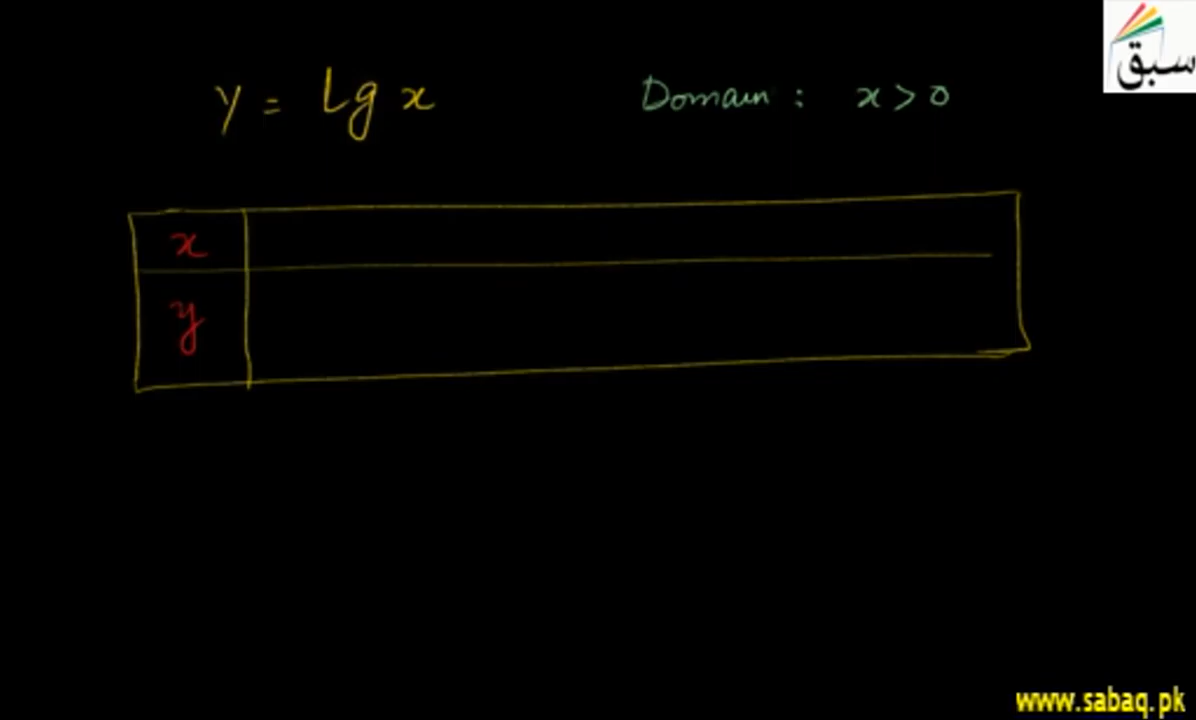 سبق
y = Lg x Domain : x > 0
x
y
www.sabaq.pk